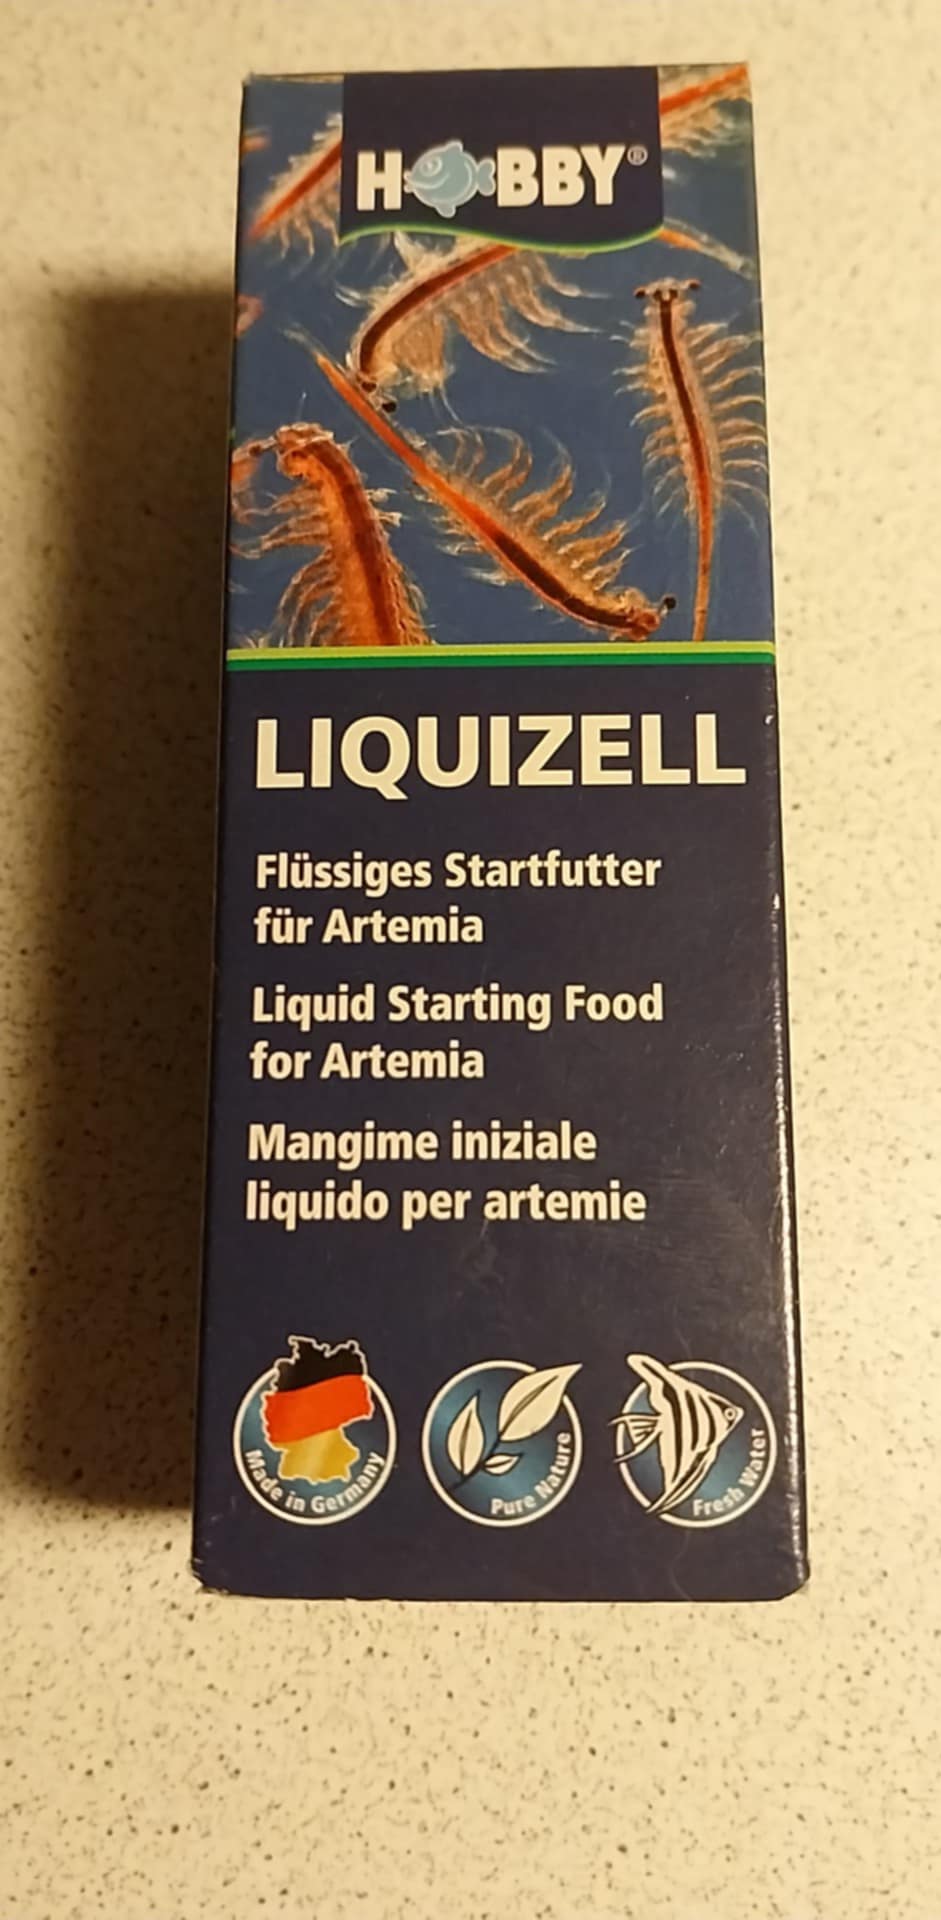 HOBBY®
LIQUIZELL
Flüssiges Startfutter
für Artemia
Liquid Starting Food
for Artemia
Mangime iniziale
liquido per artemie
Made in Germany
Pure Nature
Fresh Water